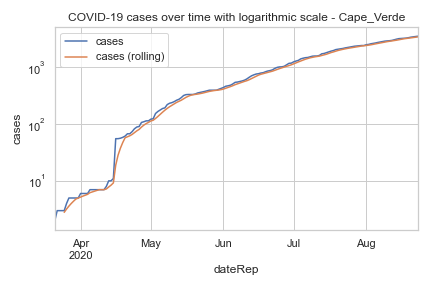 COVID-19 cases over time with logarithmic scale - Cape_Verde
cases
cases (rolling)
10³
10²
10¹
cases
Apr
2020
May
Jun
Jul
Aug
dateRep